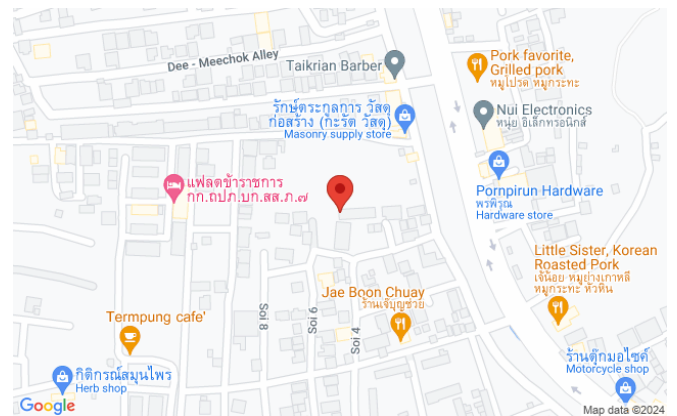 Dee - Meechok Alley
Taikrian Barber
Pork favorite,
Grilled pork
หมูโปรด หมูกระทะ
รักษ์ตระกูลการ วัสดุ
ก่อสร้าง (กะรัต วัสดุ)
Masonry supply store
Nui Electronics
หนุ่ย อิเล็กทรอนิกส์
แฟลตข้าราชการ
กก.ถปภ.บก.สส.ภ.๗
Pornpirun Hardware
พรพิรุณ
Hardware store
Little Sister, Korean
Roasted Pork
เจ๊น้อย หมูย่างเกาหลี
หมูกระทะ หัวหิน
Jae Boon Chuay
ร้านเจ๊บุญช่วย
Soi 8
Soi 6
Soi 4
Termpung cafe'
กิติกรณ์สมุนไพร
Herb shop
ร้านตุ๊กมอไซค์
Motorcycle shop
Google
Map data ©2024